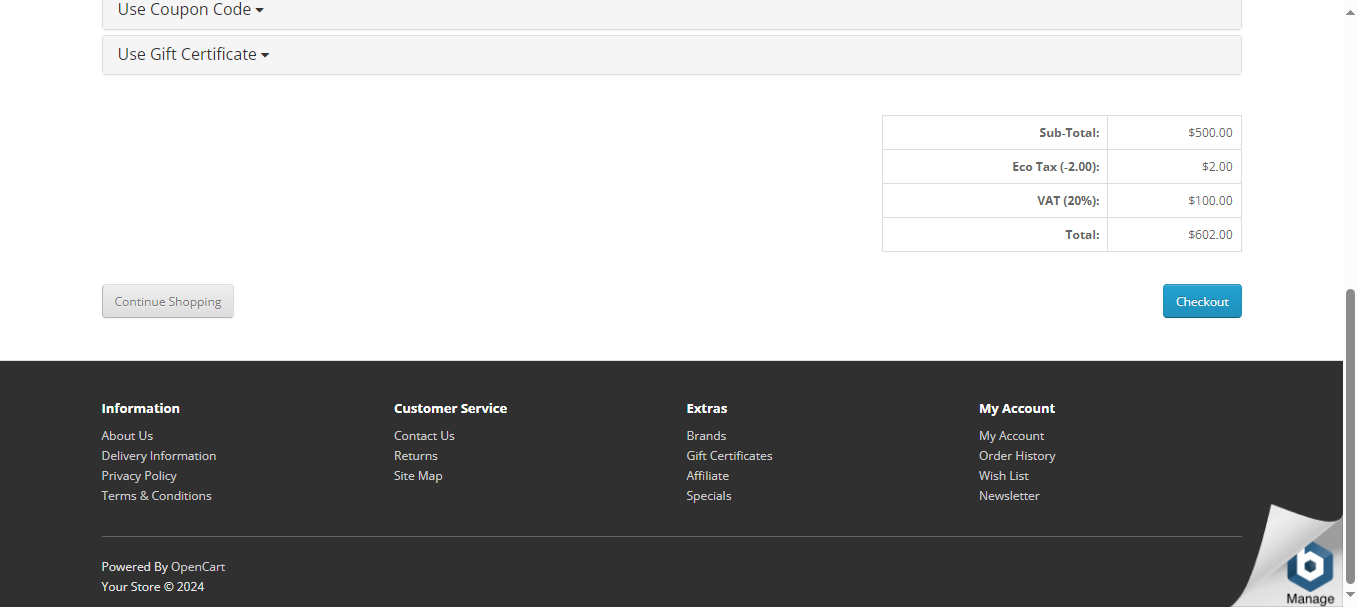 Use Coupon Code
Use Gift Certificate
Sub-Total: $500.00
Eco Tax (-2.00): $2.00
VAT (20%): $100.00
Total: $602.00
Continue Shopping Checkout
Information Customer Service Extras My Account
About Us Contact Us Brands My Account
Delivery Information Returns Gift Certificates Order History
Privacy Policy Site Map Affiliate Wish List
Terms & Conditions Specials Newsletter
Powered By OpenCart
Your Store © 2024
b
Manage